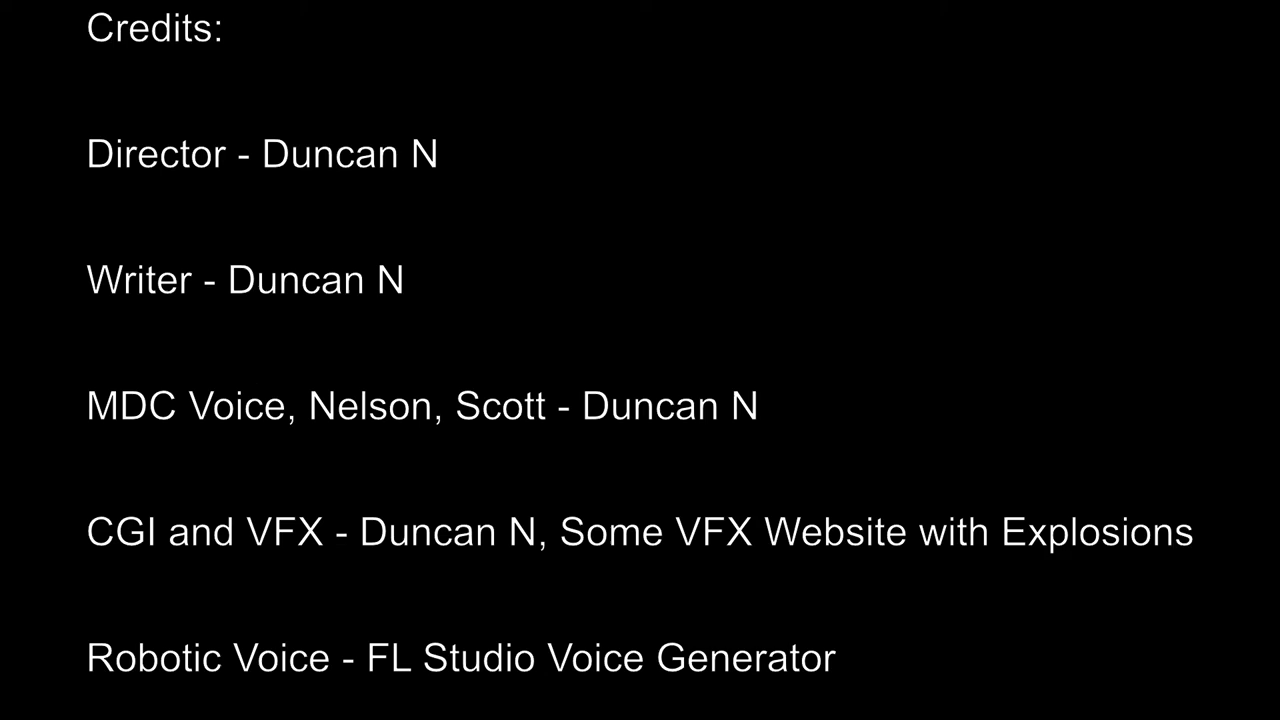 Credits:
Director - Duncan N
Writer - Duncan N
MDC Voice, Nelson, Scott - Duncan N
CGI and VFX - Duncan N, Some VFX Website with Explosions
Robotic Voice - FL Studio Voice Generator